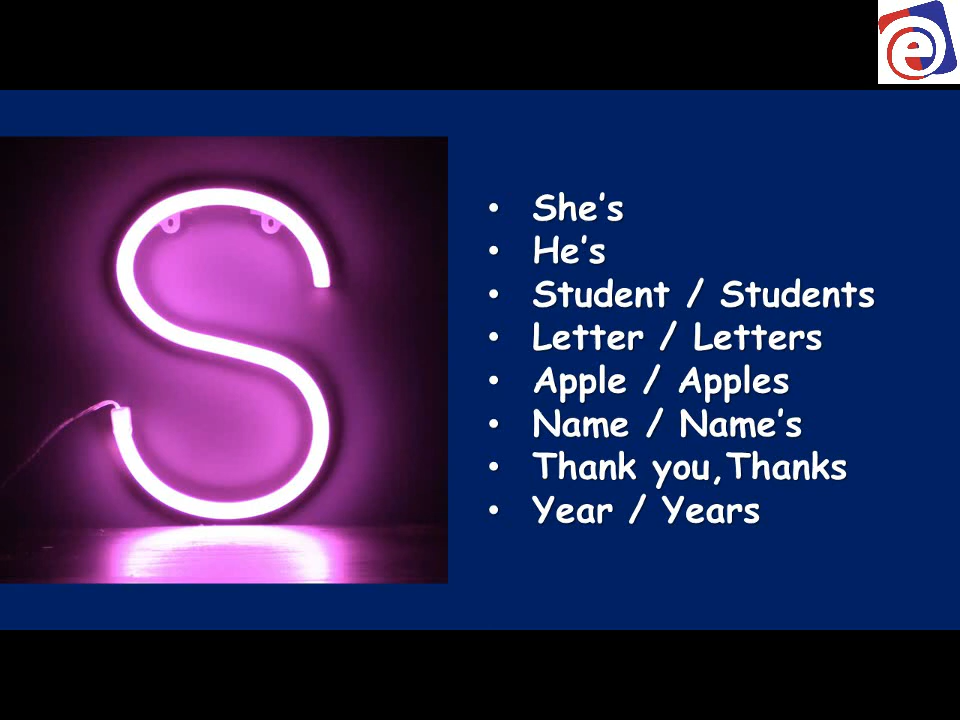 S
• She’s
• He’s
• Student / Students
• Letter / Letters
• Apple / Apples
• Name / Name’s
• Thank you,Thanks
• Year / Years
e